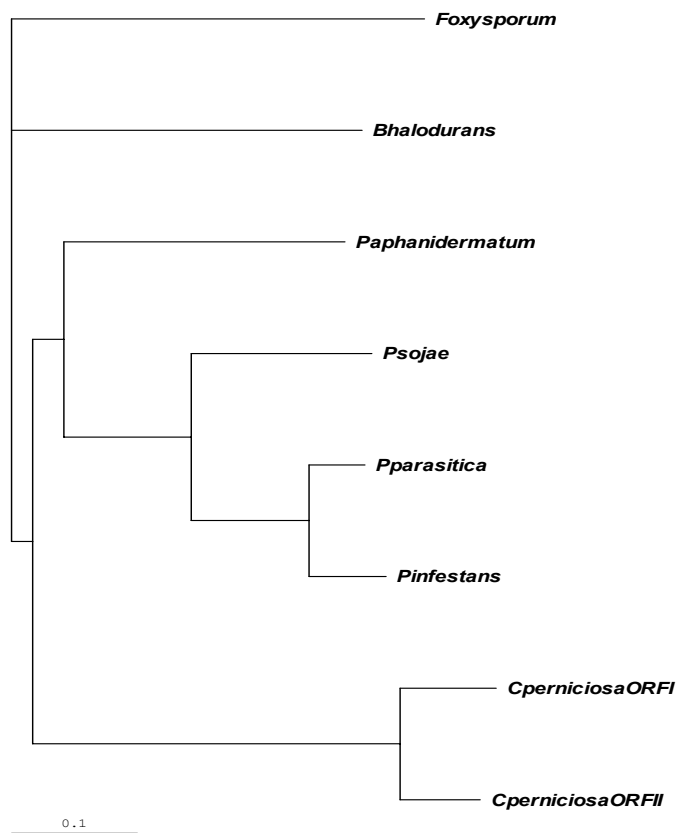 Foxysporum
Bhalodurans
Paphanidermatum
Psojae
Pparasitica
Pinfestans
CperniciosaORFI
CperniciosaORFII
0.1